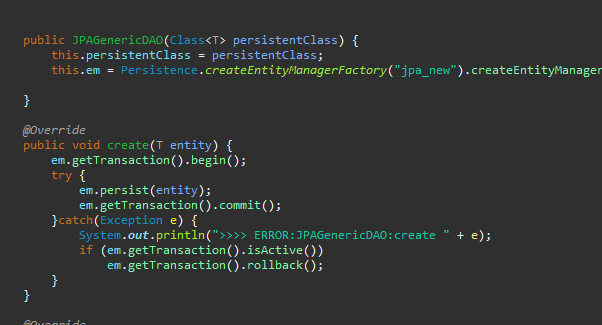 public JPAGenericDAO(Class<T> persistentClass) {
this.persistentClass = persistentClass;
this.em = Persistence.createEntityManagerFactory("jpa_new").createEntityManager
}
@Override
public void create(T entity) {
em.getTransaction().begin();
try {
em.persist(entity);
em.getTransaction().commit();
}catch(Exception e) {
System.out.println(">>>> ERROR:JPAGenericDAO:create " + e);
if (em.getTransaction().isActive())
em.getTransaction().rollback();
}
}
@Override